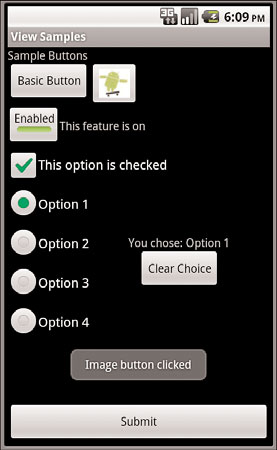 3G 6:09 PM
View Samples
Sample Buttons
Basic Button
Enabled
This feature is on
This option is checked
Option 1
Option 2
You chose: Option 1
Option 3
Clear Choice
Option 4
Image button clicked
Submit